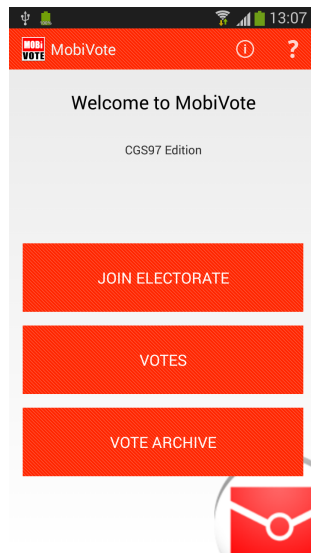 13:07
MOBI
VOTE
MobiVote
?
Welcome to MobiVote
CGS97 Edition
JOIN ELECTORATE
VOTES
VOTE ARCHIVE